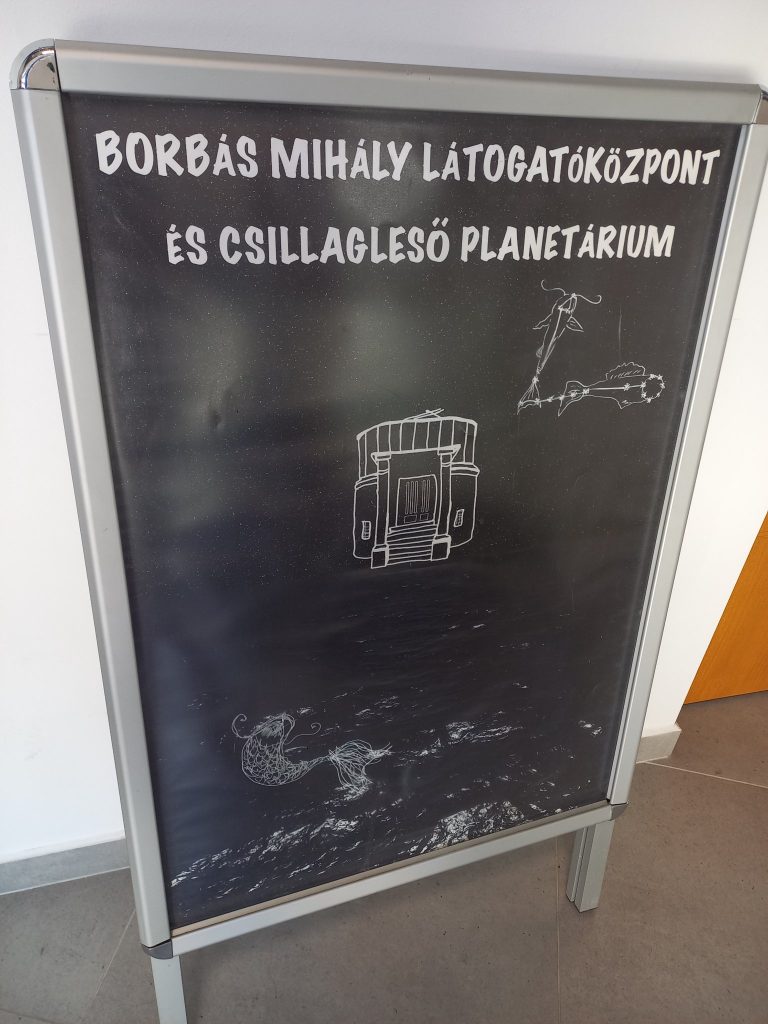 BORBÁS MIHÁLY LÁTOGATÓKÖZPONT
ÉS CSILLAGLESŐ PLANETÁRIUM